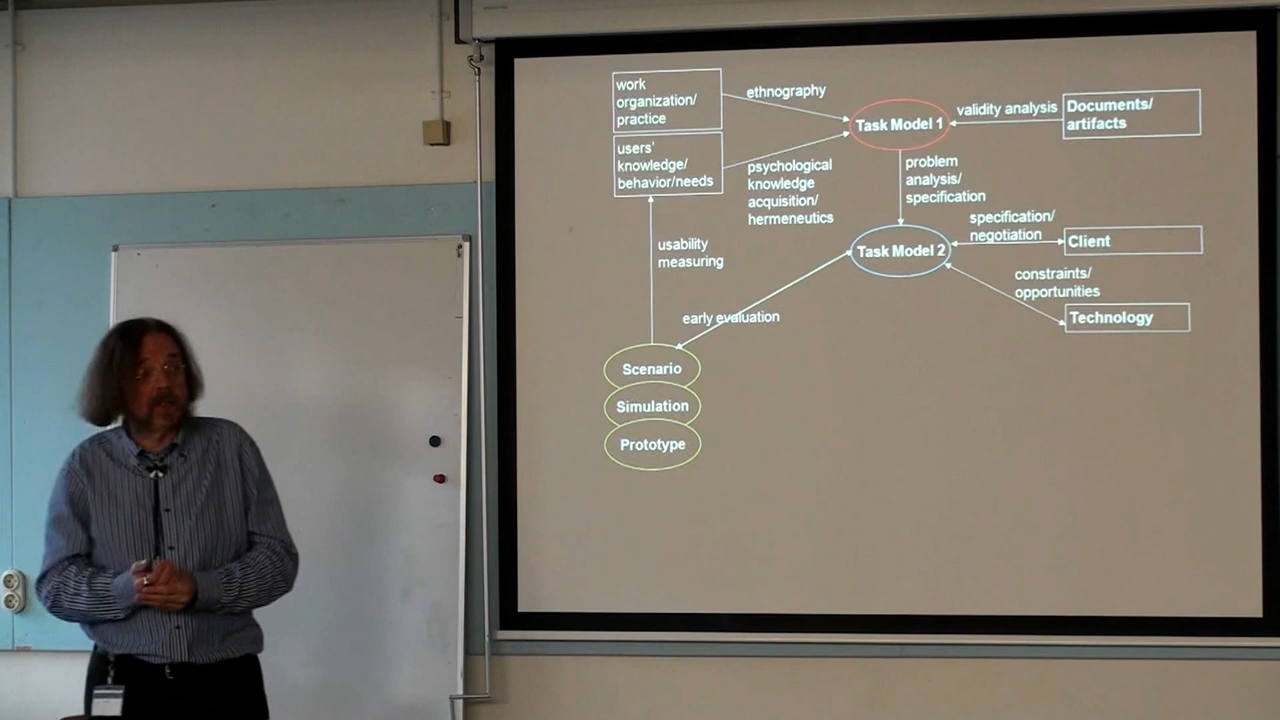 work
organization/
practice
users'
knowledge/
behavior/needs
ethnography
psychological
knowledge
acquisition/
hermeneutics
Task Model 1
validity analysis
Documents/
artifacts
problem
analysis/
specification
specification/
negotiation
Client
Task Model 2
constraints/
opportunities
Technology
usability
measuring
early evaluation
Scenario
Simulation
Prototype